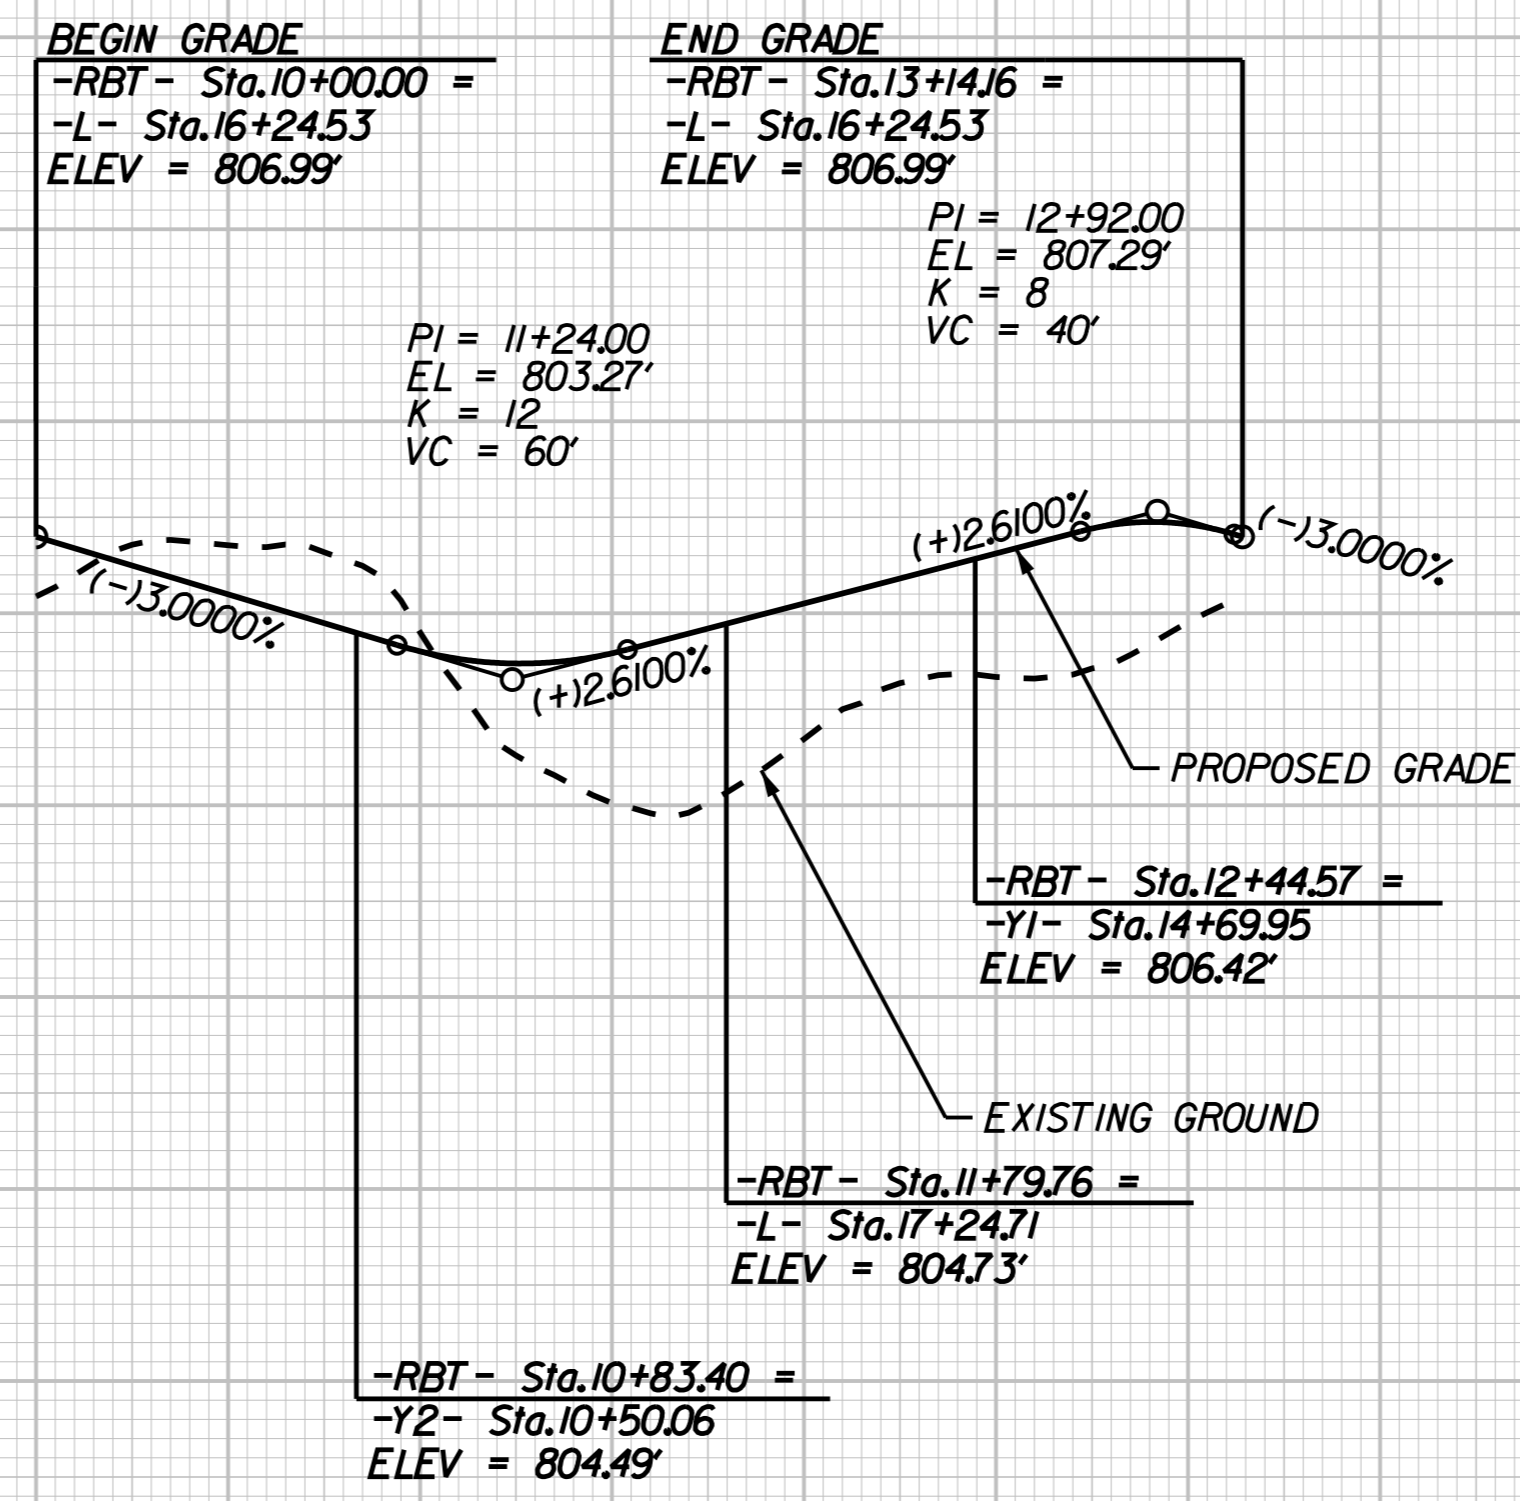 BEGIN GRADE
-RBT- Sta.10+00.00 =
-L- Sta.16+24.53
ELEV = 806.99'
END GRADE
-RBT- Sta.13+14.16 =
-L- Sta.16+24.53
ELEV = 806.99'
PI = 12+92.00
EL = 807.29'
K = 8
VC = 40'
PI = 11+24.00
EL = 803.27'
K = 12
VC = 60'
(-)3.0000%
(+)2.6100%
(+)2.6100%
(-)3.0000%
PROPOSED GRADE
-RBT- Sta.12+44.57 =
-Y1- Sta.14+69.95
ELEV = 806.42'
EXISTING GROUND
-RBT- Sta.11+79.76 =
-L- Sta.17+24.71
ELEV = 804.73'
-RBT- Sta.10+83.40 =
-Y2- Sta.10+50.06
ELEV = 804.49'